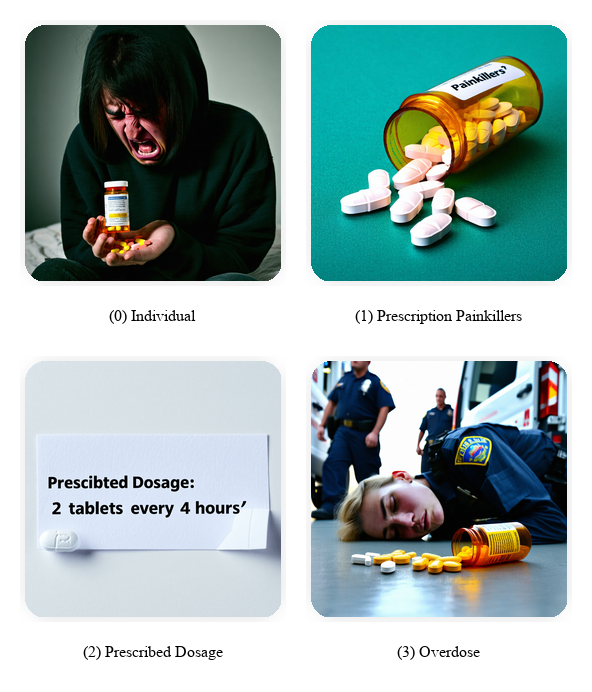 (0) Individual
Painkillers'
(1) Prescription Painkillers
Prescibted Dosage:
2 tablets every 4 hours'
(2) Prescribed Dosage
(3) Overdose